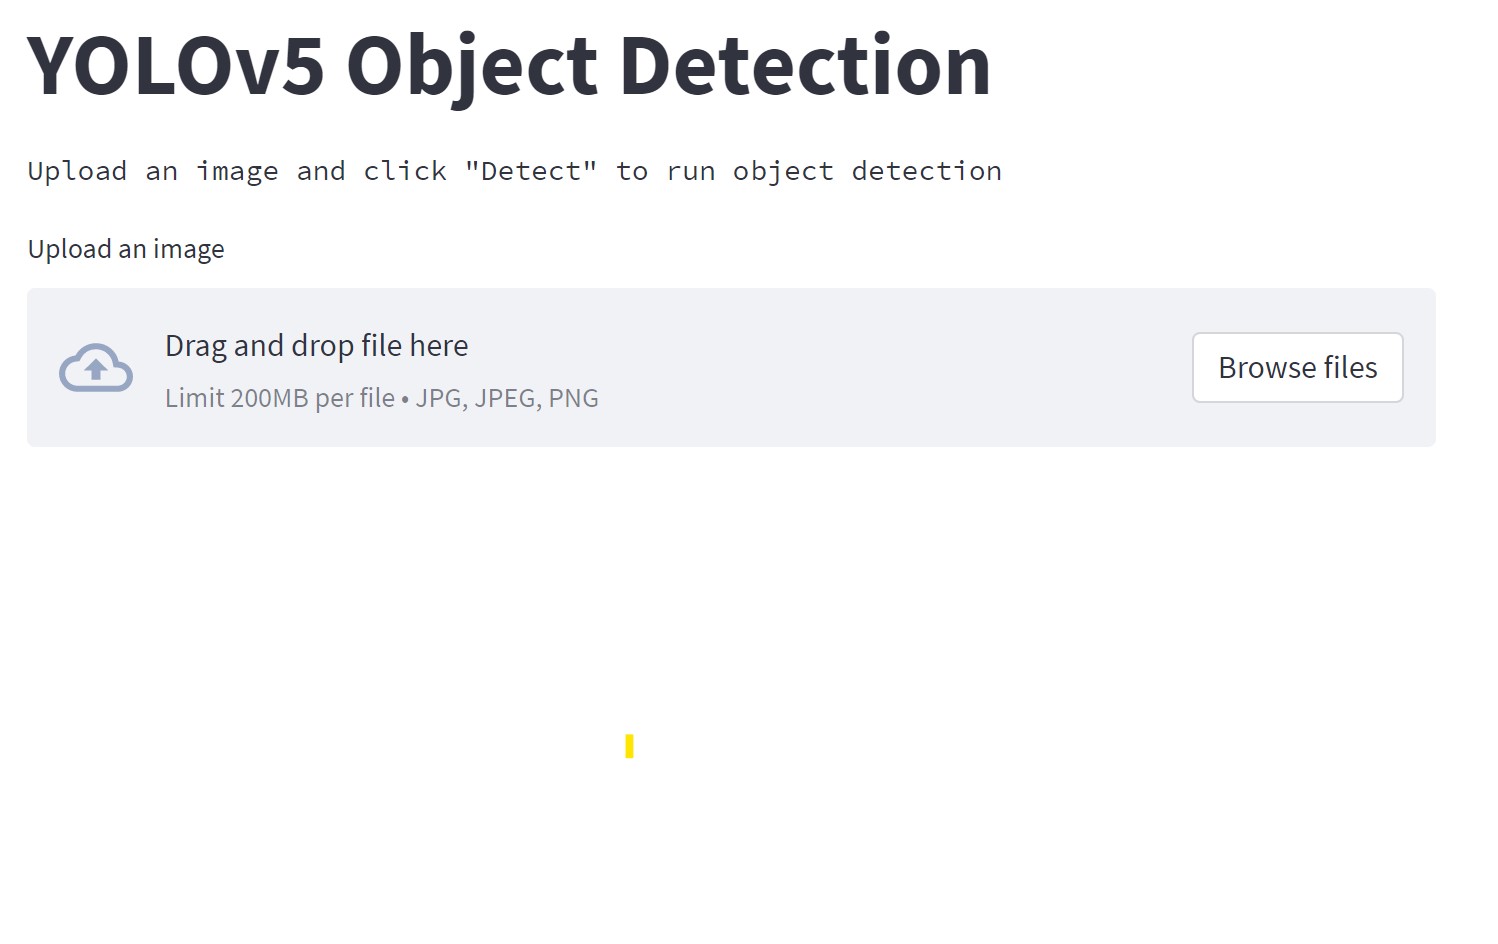 YOLOv5 Object Detection
Upload an image and click "Detect" to run object detection
Upload an image
Drag and drop file here
Limit 200MB per file • JPG, JPEG, PNG
Browse files